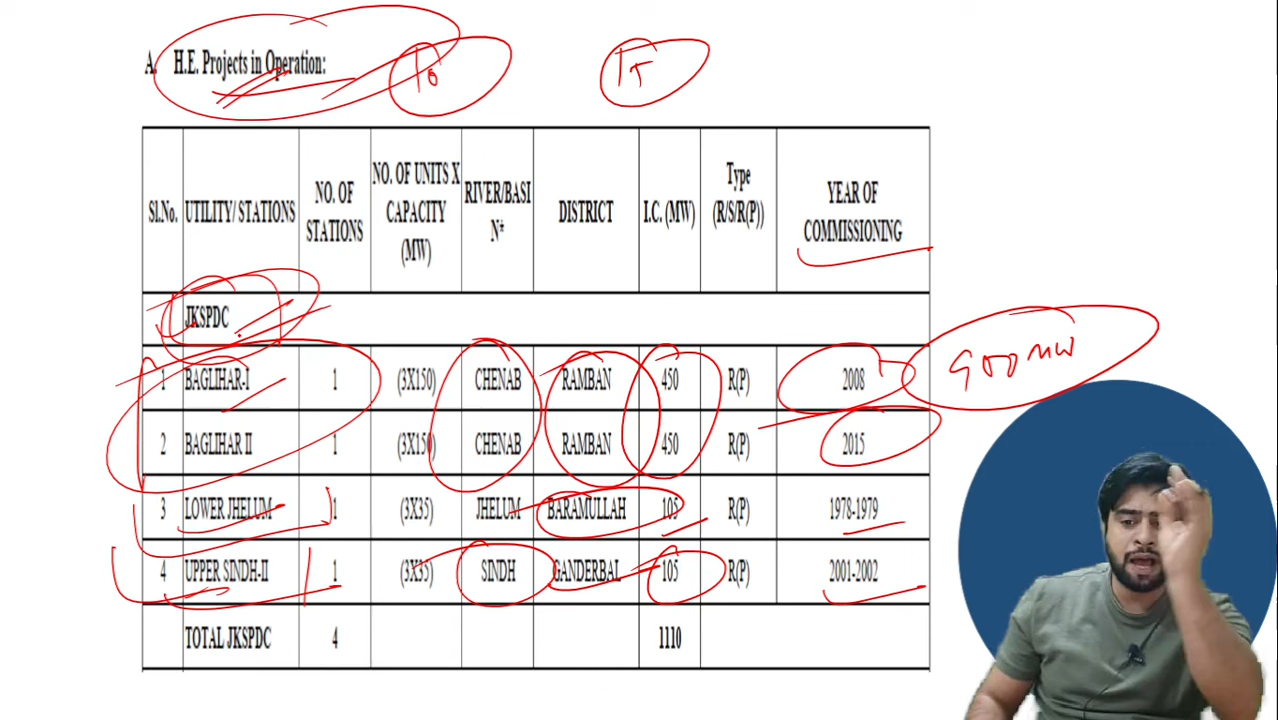 A. H.E. Projects in Operation:
Sl.No. UTILITY/ STATIONS NO. OF STATIONS NO. OF UNITS X CAPACITY (MW) RIVER/BASI N* DISTRICT I.C. (MW) Type (R/S/R(P)) YEAR OF COMMISSIONING
JKSPDC
1 BAGLIHAR-I 1 (3X150) CHENAB RAMBAN 450 R(P) 2008
900 MW
2 BAGLIHAR II 1 (3X150) CHENAB RAMBAN 450 R(P) 2015
3 LOWER JHELUM 1 (3X35) JHELUM BARAMULLAH 105 R(P) 1978-1979
4 UPPER SINDH-II 1 (3X35) SINDH GANDERBAL 105 R(P) 2001-2002
TOTAL JKSPDC 4 1110